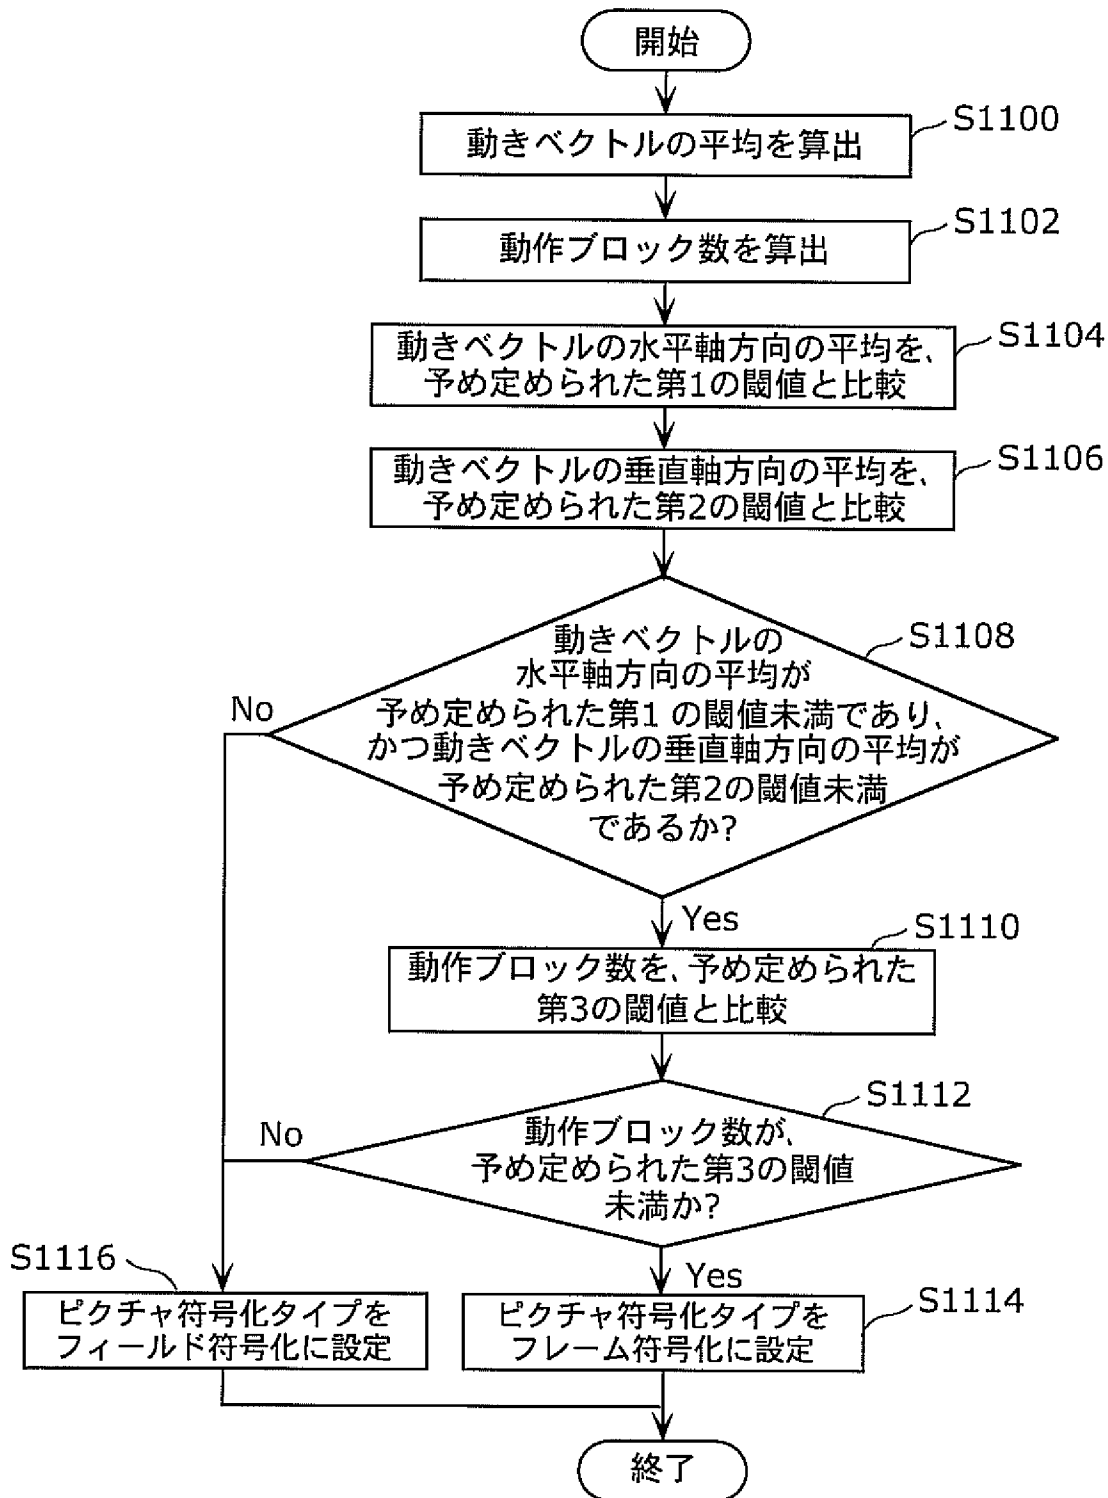 開始
動きベクトルの平均を算出
S1100
動作ブロック数を算出
S1102
動きベクトルの水平軸方向の平均を、
予め定められた第1の閾値と比較
S1104
動きベクトルの垂直軸方向の平均を、
予め定められた第2の閾値と比較
S1106
動きベクトルの
水平軸方向の平均が
予め定められた第1 の閾値未満であり、
かつ動きベクトルの垂直軸方向の平均が
予め定められた第2の閾値未満
であるか?
S1108
No
Yes
動作ブロック数を、予め定められた
第3の閾値と比較
S1110
動作ブロック数が、
予め定められた第3の閾値
未満か?
S1112
No
Yes
S1116
ピクチャ符号化タイプを
フィールド符号化に設定
ピクチャ符号化タイプを
フレーム符号化に設定
S1114
終了